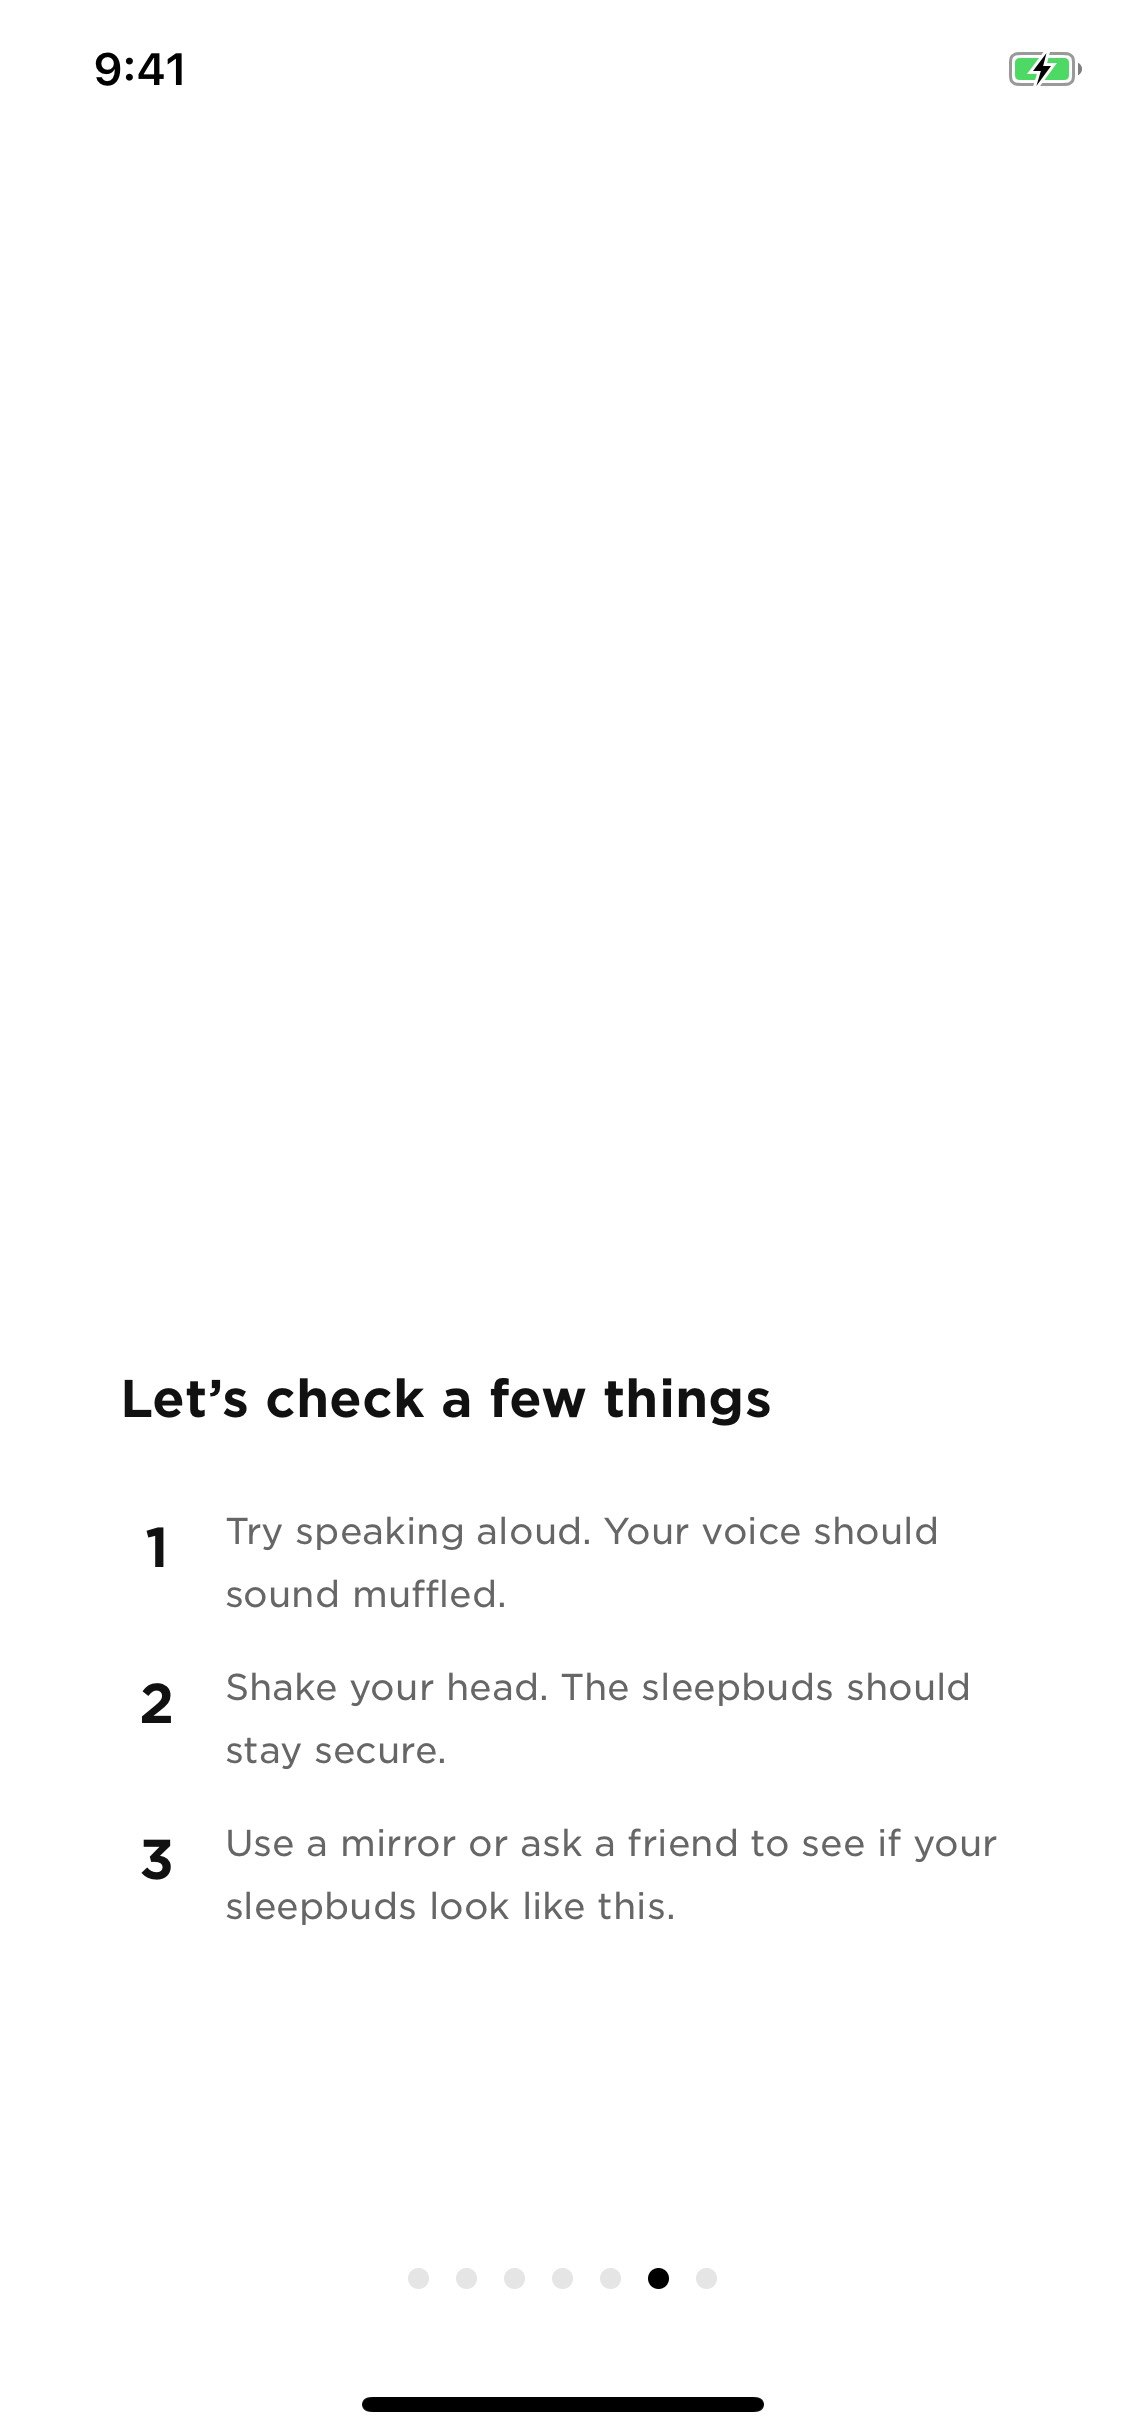 9:41
Let’s check a few things
1 Try speaking aloud. Your voice should
sound muffled.
2 Shake your head. The sleepbuds should
stay secure.
3 Use a mirror or ask a friend to see if your
sleepbuds look like this.